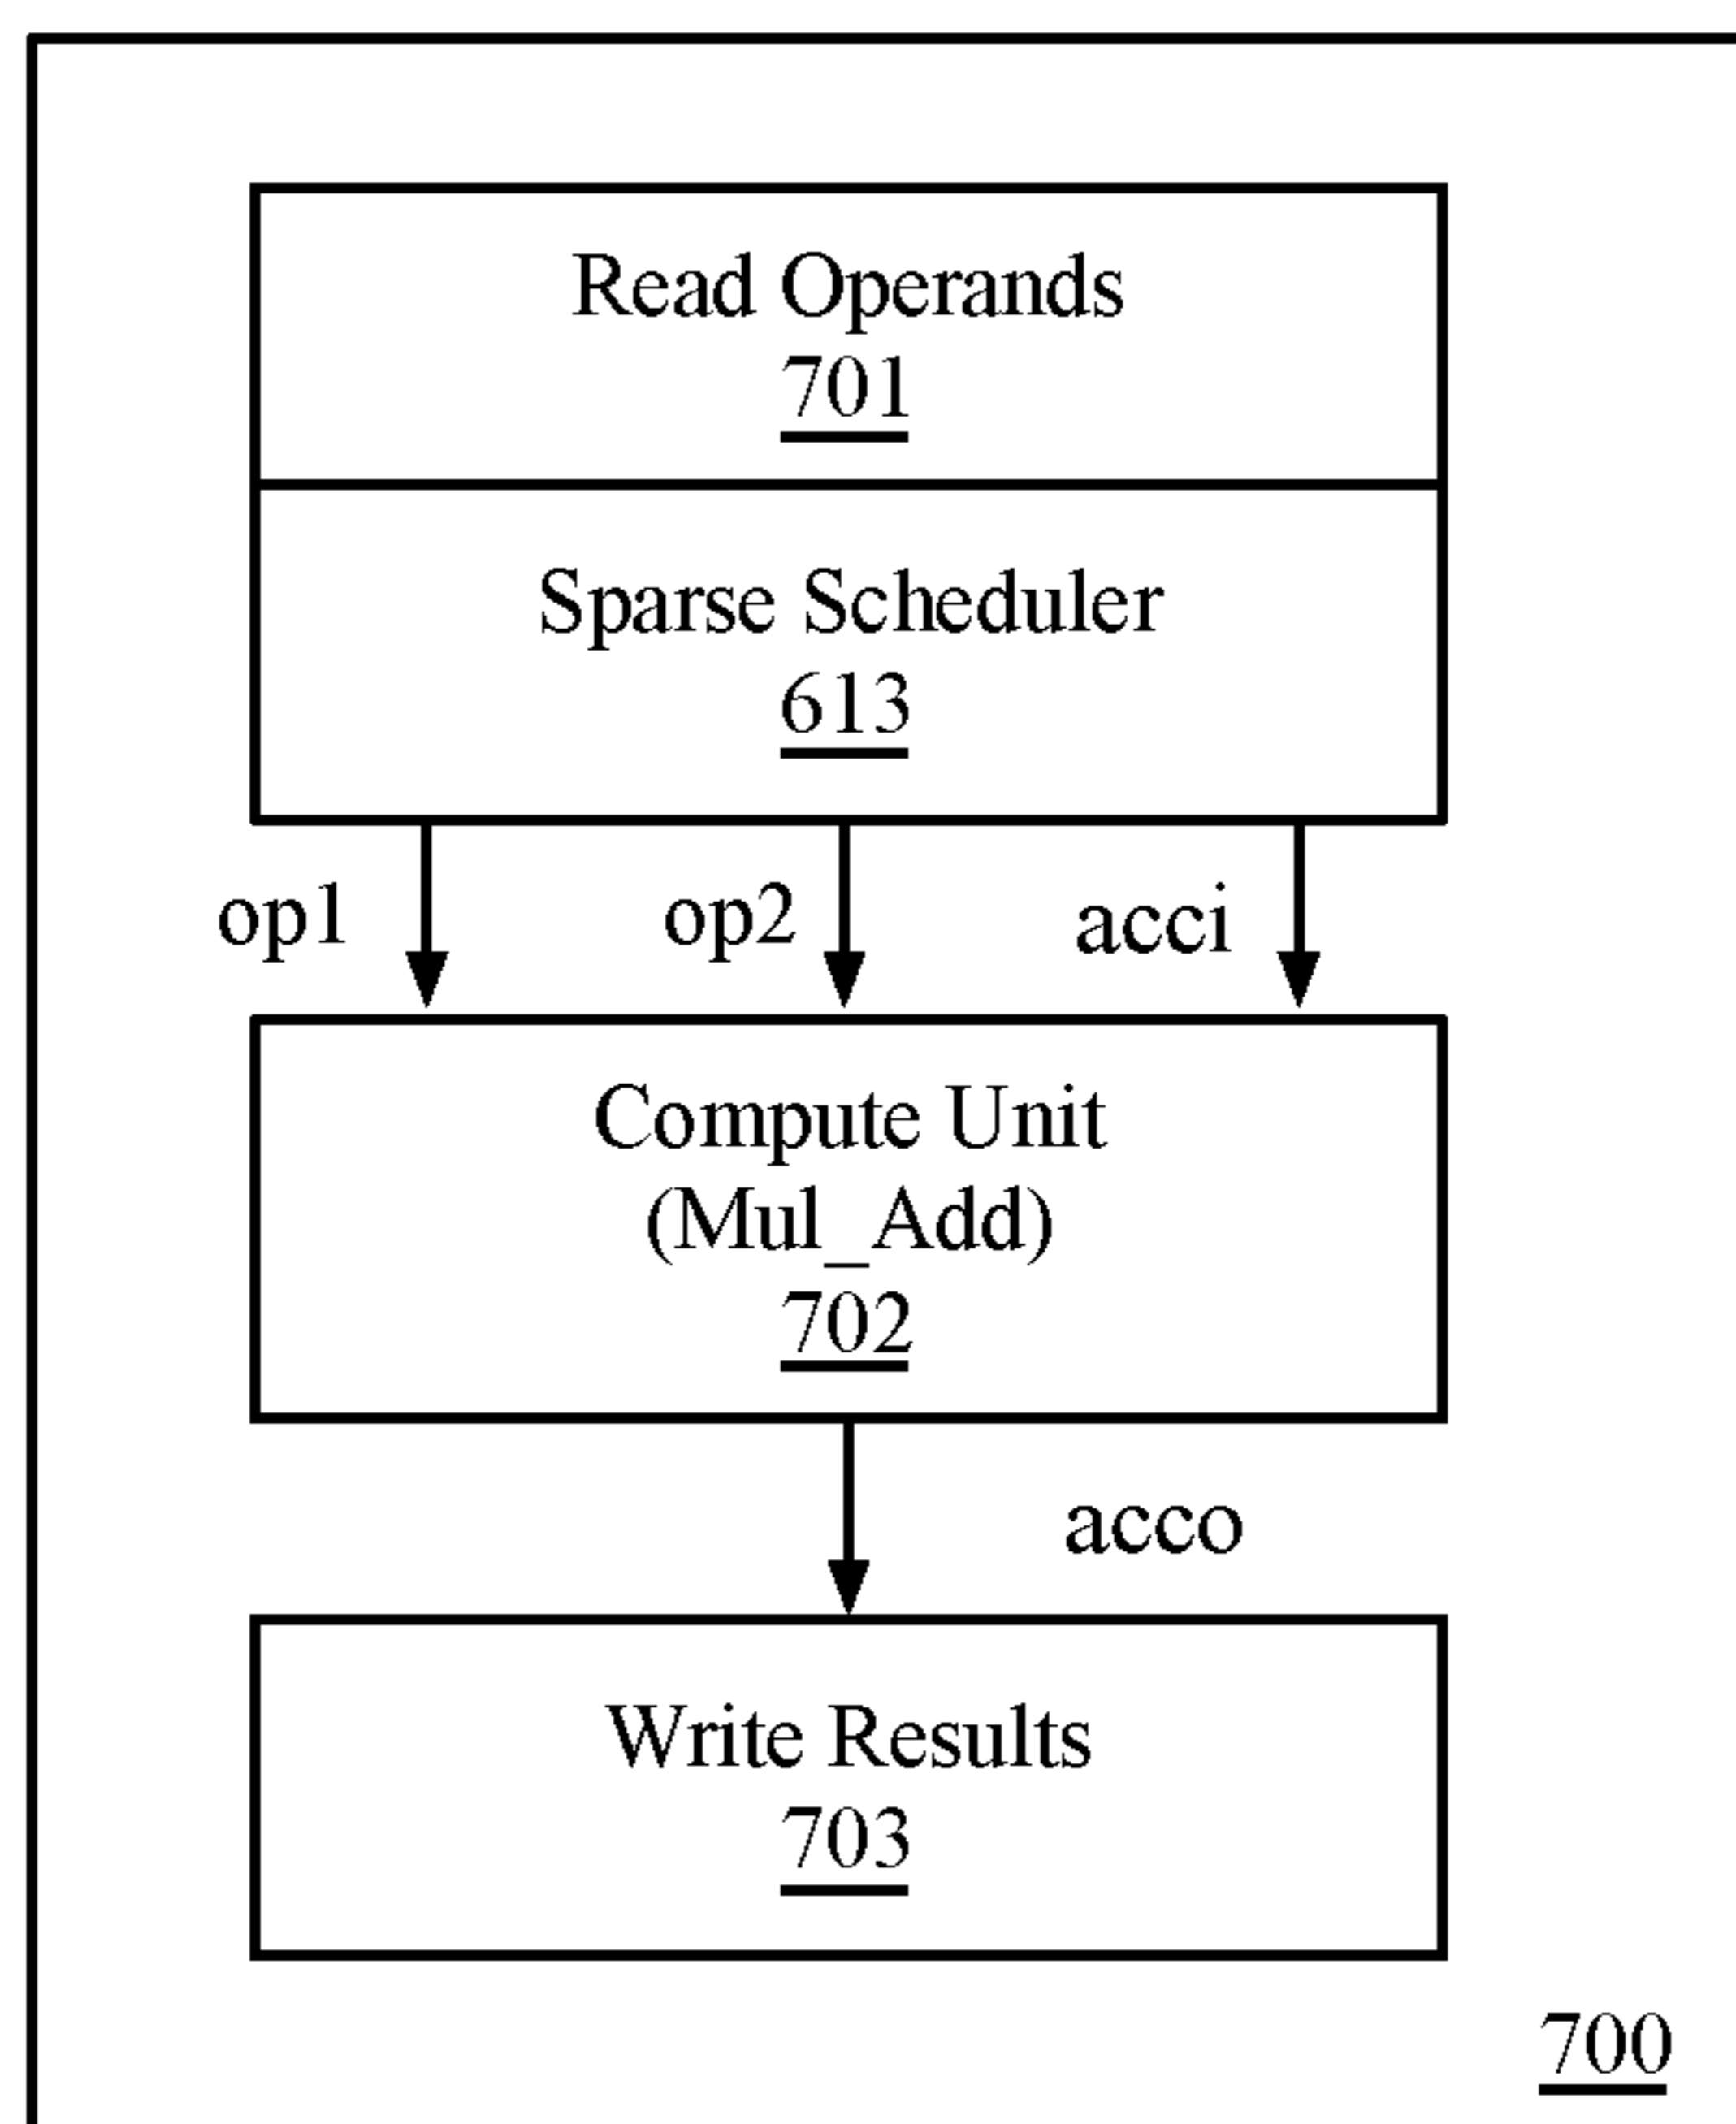 Read Operands
701
Sparse Scheduler
613
op1 op2 acci
Compute Unit
(Mul_Add)
702
acco
Write Results
703
700